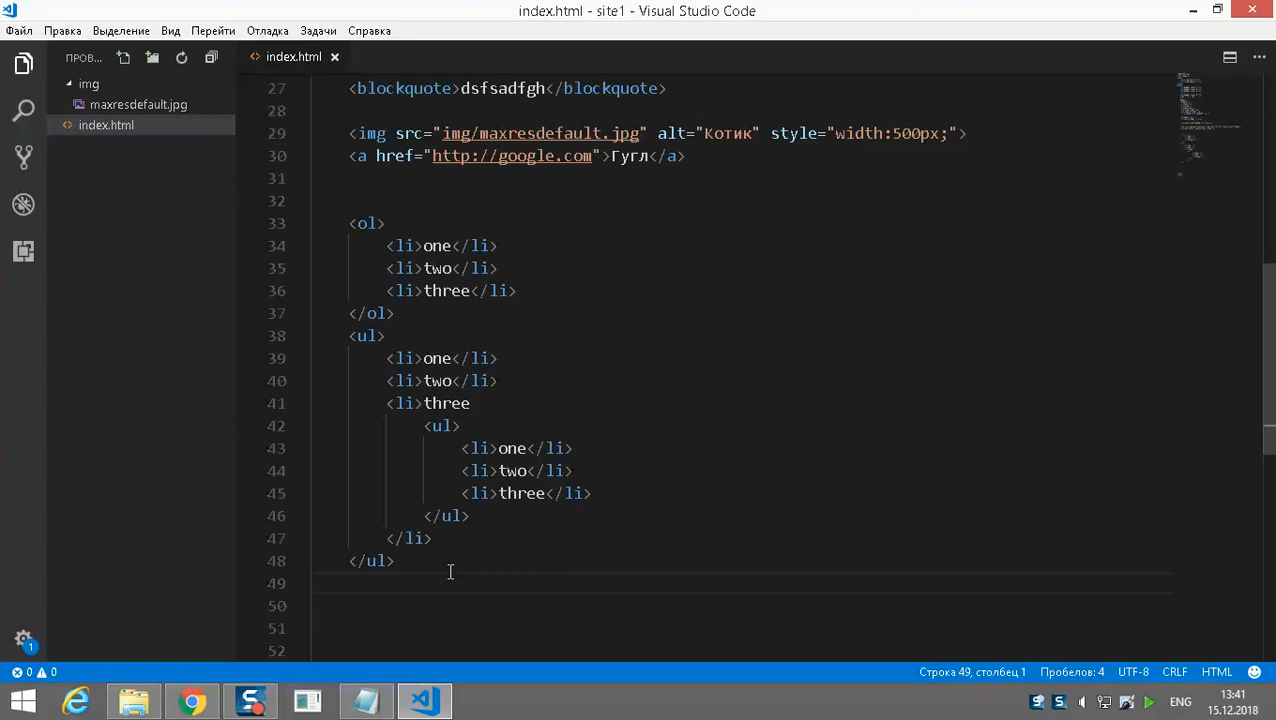 index.html - site1 - Visual Studio Code
Файл Правка Выделение Вид Перейти Отладка Задачи Справка
ПРОВ...
index.html
img
maxresdefault.jpg
index.html
27 <blockquote>dsfsadfgh</blockquote>
28
29 <img src="img/maxresdefault.jpg" alt="Котик" style="width:500px;">
30 <a href="http://google.com">Гугл</a>
31
32
33 <ol>
34 <li>one</li>
35 <li>two</li>
36 <li>three</li>
37 </ol>
38 <ul>
39 <li>one</li>
40 <li>two</li>
41 <li>three
42 <ul>
43 <li>one</li>
44 <li>two</li>
45 <li>three</li>
46 </ul>
47 </li>
48 </ul>
49
50
51
52
1
0 0
Строка 49, столбец 1 Пробелов: 4 UTF-8 CRLF HTML
ENG
13:41
15.12.2018